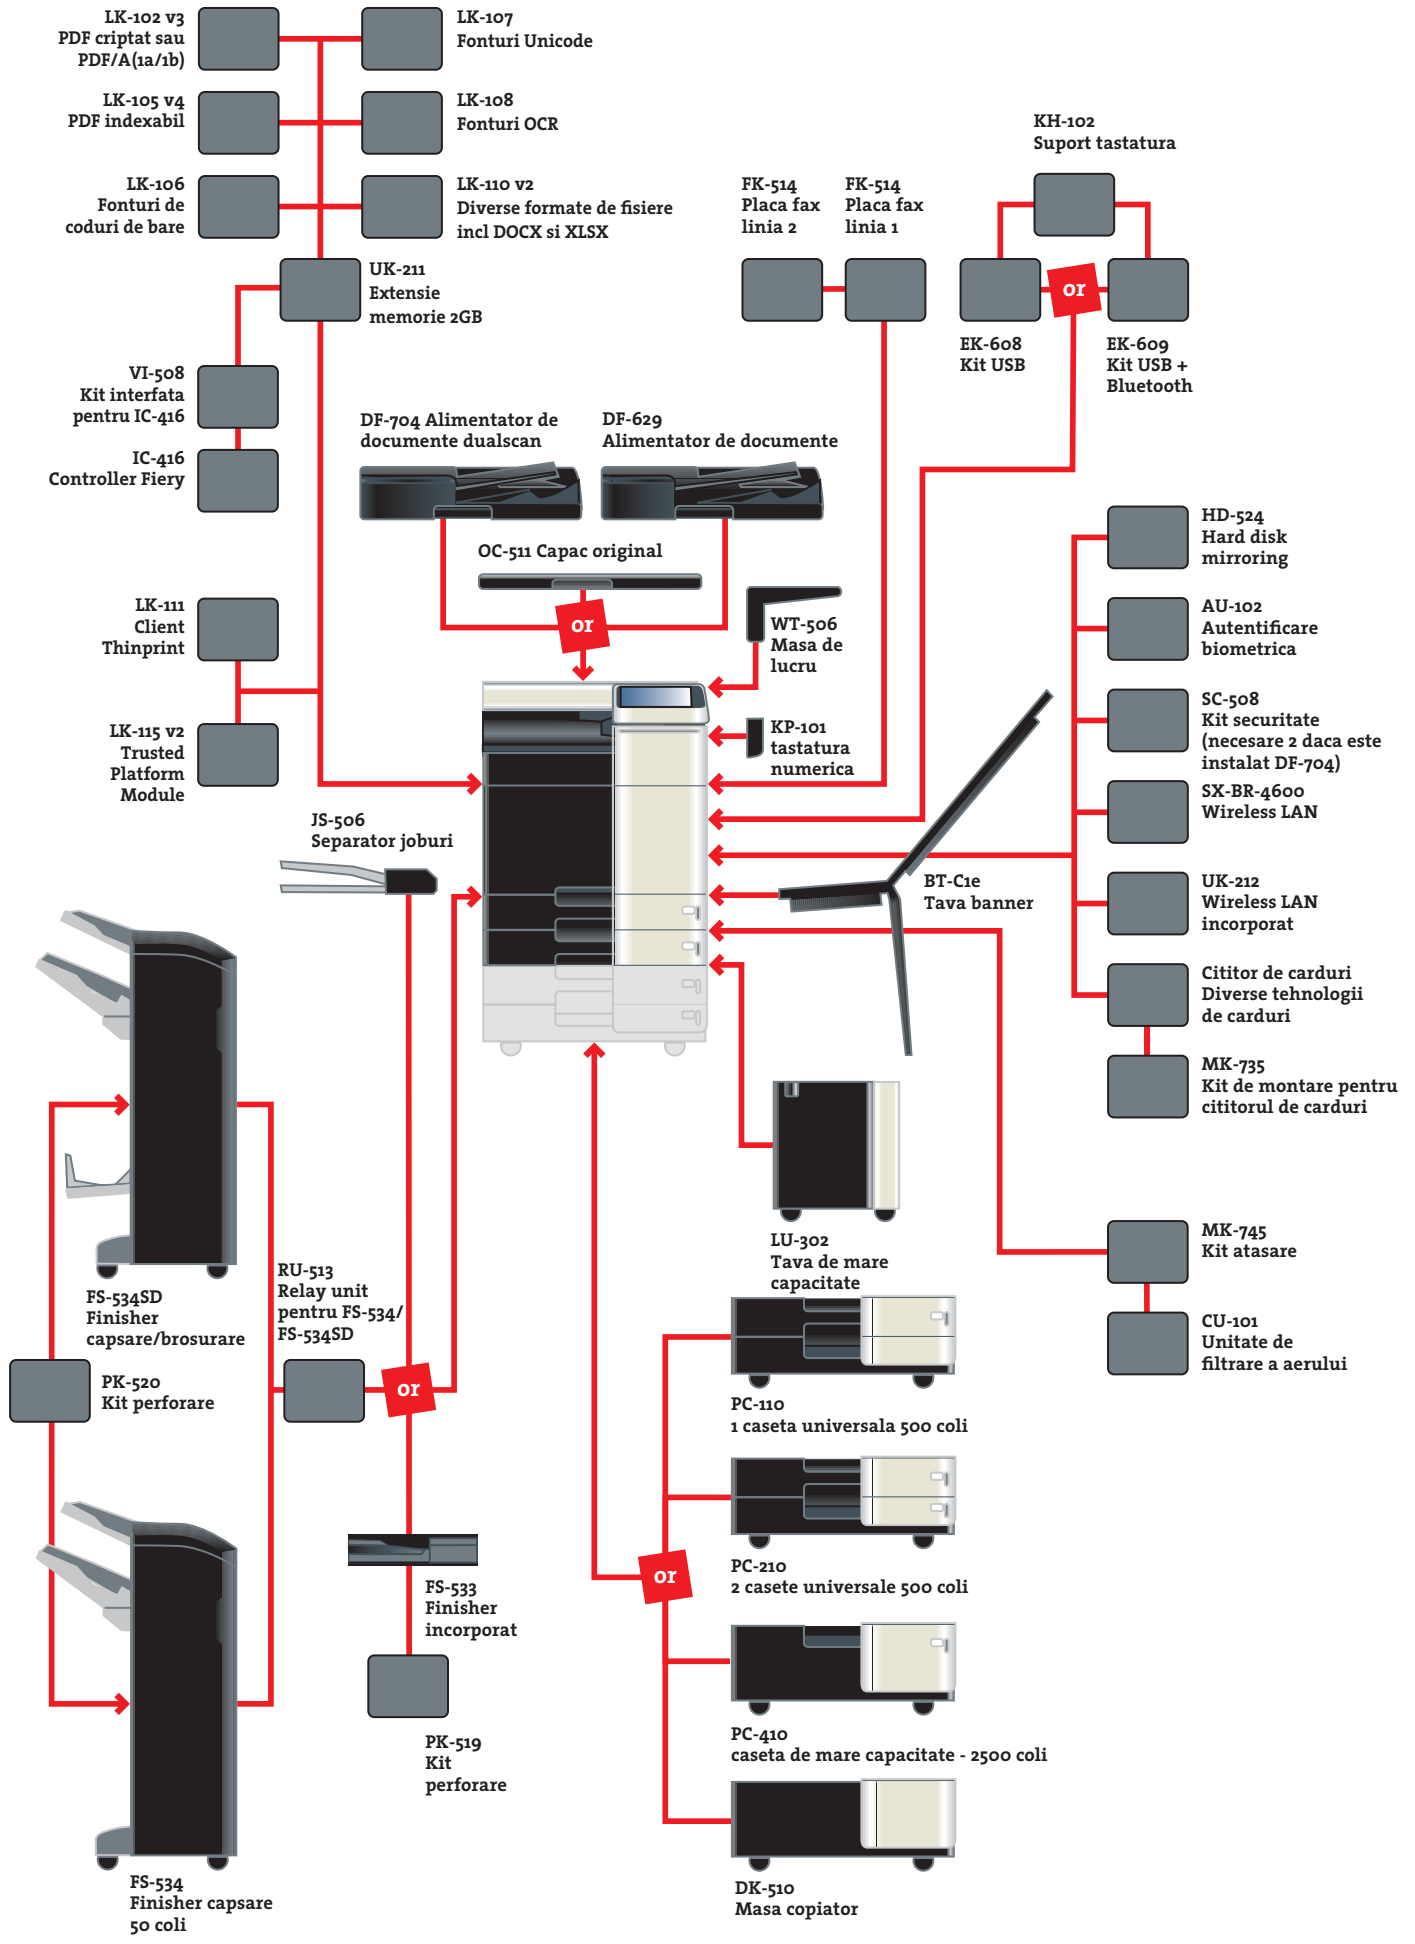 LK-102 v3
PDF criptat sau
PDF/A(1a/1b)
LK-107
Fonturi Unicode
LK-105 v4
PDF indexabil
LK-108
Fonturi OCR
LK-106
Fonturi de
coduri de bare
LK-110 v2
Diverse formate de fisiere
incl DOCX si XLSX
UK-211
Extensie
memorie 2GB
VI-508
Kit interfata
pentru IC-416
IC-416
Controller Fiery
FK-514
Placa fax
linia 2
FK-514
Placa fax
linia 1
KH-102
Suport tastatura
or
EK-608
Kit USB
EK-609
Kit USB +
Bluetooth
DF-704 Alimentator de
documente dualscan
DF-629
Alimentator de documente
OC-511 Capac original
or
LK-111
Client
Thinprint
LK-115 v2
Trusted
Platform
Module
WT-506
Masa de
lucru
KP-101
tastatura
numerica
HD-524
Hard disk
mirroring
AU-102
Autentificare
biometrica
SC-508
Kit securitate
(necesare 2 daca este
instalat DF-704)
SX-BR-4600
Wireless LAN
UK-212
Wireless LAN
incorporat
Cititor de carduri
Diverse tehnologii
de carduri
MK-735
Kit de montare pentru
cititorul de carduri
JS-506
Separator joburi
BT-C1e
Tava banner
LU-302
Tava de mare
capacitate
MK-745
Kit atasare
CU-101
Unitate de
filtrare a aerului
FS-534SD
Finisher
capsare/brosurare
RU-513
Relay unit
pentru FS-534/
FS-534SD
PK-520
Kit perforare
or
PC-110
1 caseta universala 500 coli
PC-210
2 casete universale 500 coli
or
FS-533
Finisher
incorporat
PK-519
Kit
perforare
PC-410
caseta de mare capacitate - 2500 coli
DK-510
Masa copiator
FS-534
Finisher capsare
50 coli